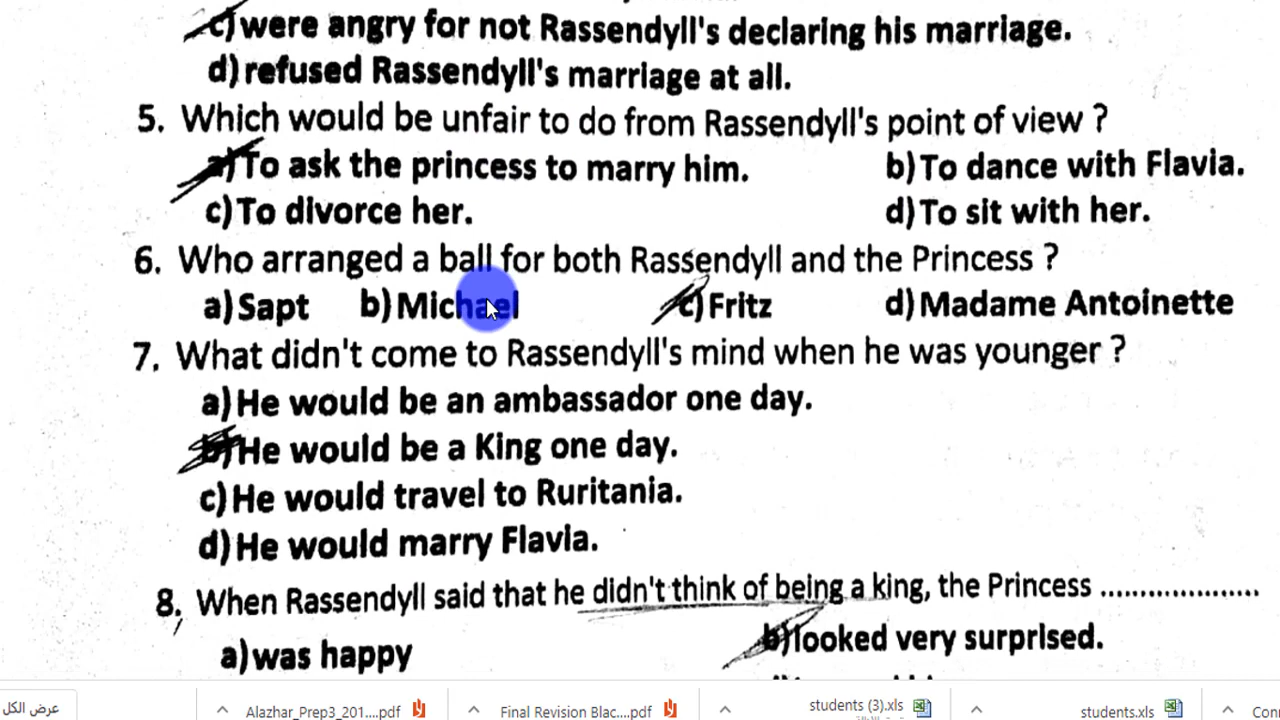 c) were angry for not Rassendyll's declaring his marriage.
d) refused Rassendyll's marriage at all.
5. Which would be unfair to do from Rassendyll's point of view ?
a) To ask the princess to marry him. b) To dance with Flavia.
c) To divorce her. d) To sit with her.
6. Who arranged a ball for both Rassendyll and the Princess ?
a) Sapt b) Michael c) Fritz d) Madame Antoinette
7. What didn't come to Rassendyll's mind when he was younger ?
a) He would be an ambassador one day.
b) He would be a King one day.
c) He would travel to Ruritania.
d) He would marry Flavia.
8. When Rassendyll said that he didn't think of being a king, the Princess ....................
a) was happy b) looked very surprised.
عرض الكل Alazhar_Prep3_201....pdf Final Revision Blac....pdf students (3).xls students.xls Con